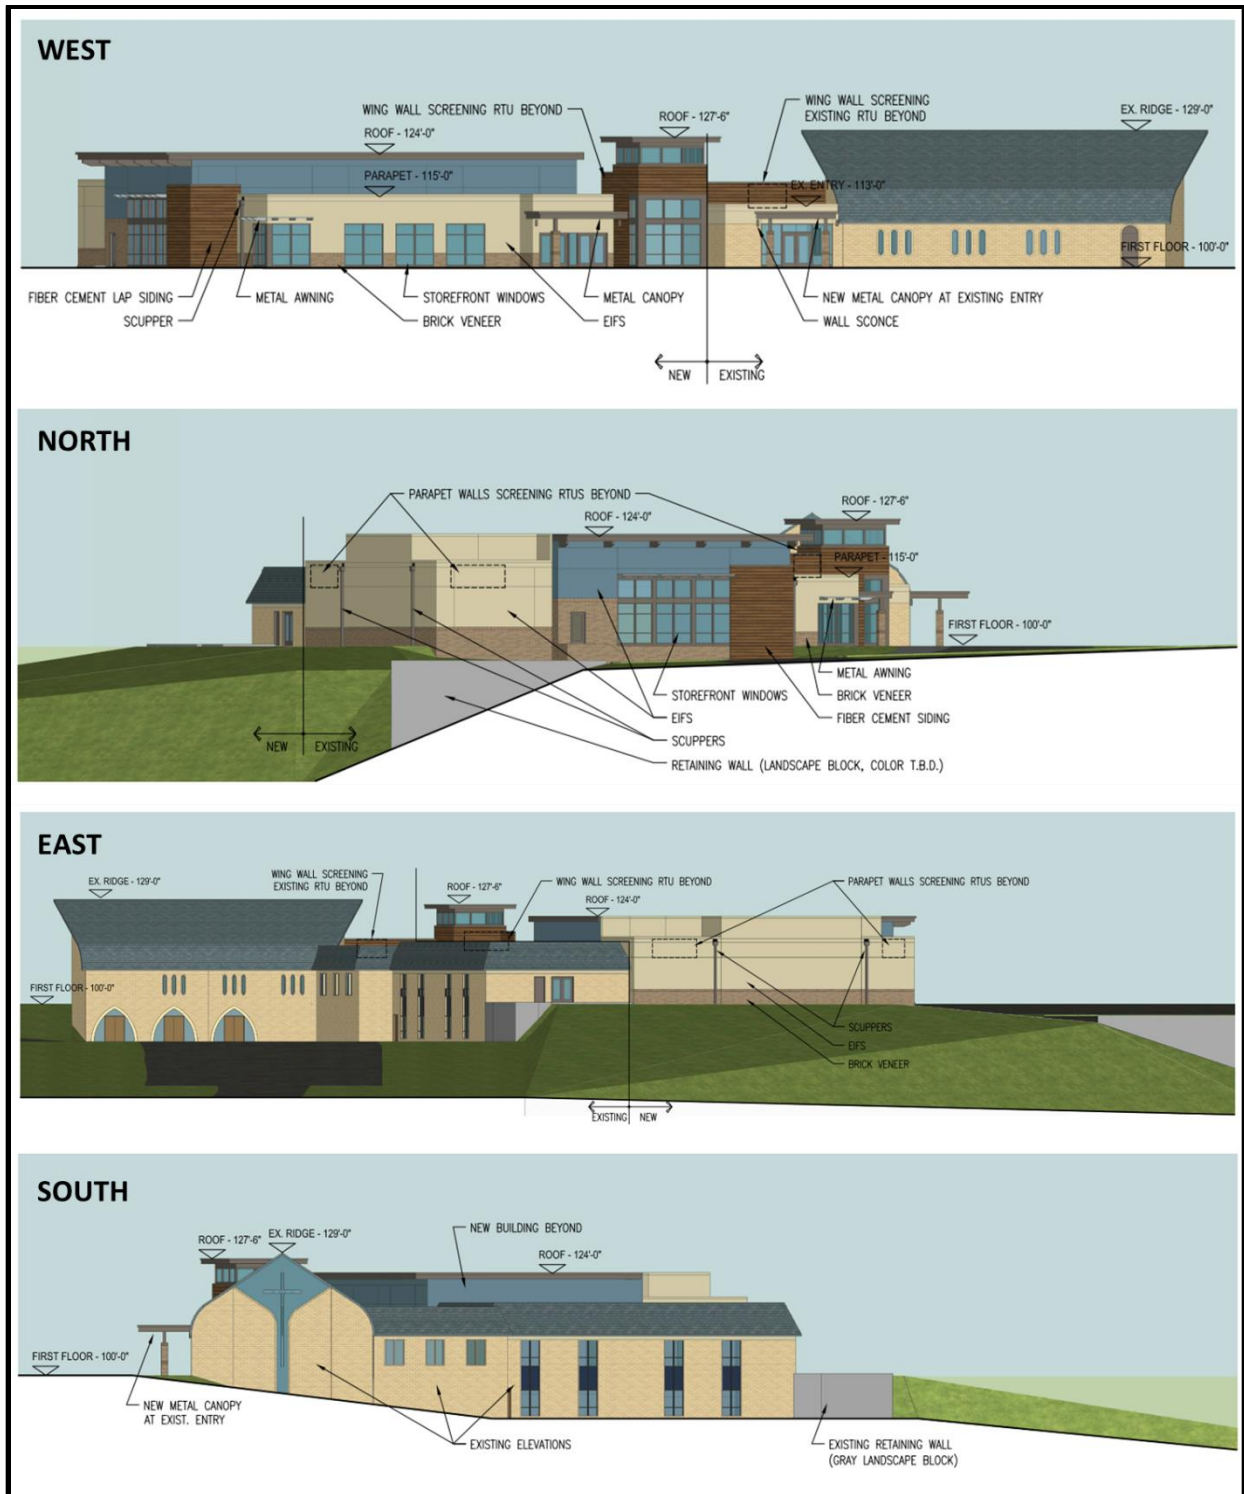 WEST
WING WALL SCREENING RTU BEYOND
WING WALL SCREENING
EXISTING RTU BEYOND
ROOF - 127'-6"
EX. RIDGE - 129'-0"
ROOF - 124'-0"
PARAPET - 115'-0"
EX. ENTRY - 113'-0"
FIRST FLOOR - 100'-0"
FIBER CEMENT LAP SIDING
METAL AWNING
STOREFRONT WINDOWS
METAL CANOPY
NEW METAL CANOPY AT EXISTING ENTRY
SCUPPER
BRICK VENEER
EIFS
WALL SCONCE
NEW
EXISTING
NORTH
PARAPET WALLS SCREENING RTUS BEYOND
ROOF - 127'-6"
ROOF - 124'-0"
PARAPET - 115'-0"
FIRST FLOOR - 100'-0"
METAL AWNING
STOREFRONT WINDOWS
BRICK VENEER
EIFS
FIBER CEMENT SIDING
SCUPPERS
NEW
EXISTING
RETAINING WALL (LANDSCAPE BLOCK, COLOR T.B.D.)
EAST
WING WALL SCREENING
EXISTING RTU BEYOND
EX. RIDGE - 129'-0"
ROOF - 127'-6"
WING WALL SCREENING RTU BEYOND
PARAPET WALLS SCREENING RTUS BEYOND
ROOF - 124'-0"
FIRST FLOOR - 100'-0"
SCUPPERS
EIFS
BRICK VENEER
EXISTING
NEW
SOUTH
NEW BUILDING BEYOND
ROOF - 127'-6"
EX. RIDGE - 129'-0"
ROOF - 124'-0"
FIRST FLOOR - 100'-0"
NEW METAL CANOPY
AT EXIST. ENTRY
EXISTING ELEVATIONS
EXISTING RETAINING WALL
(GRAY LANDSCAPE BLOCK)